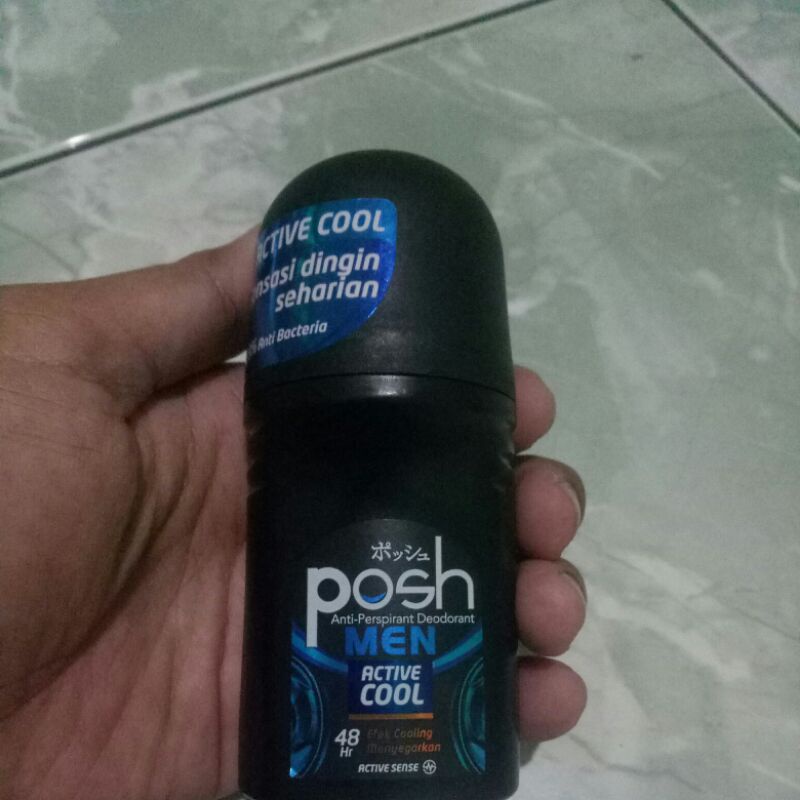 ACTIVE COOL
dingin
seharian
Anti Bacteria
ポッシュ
posh
Anti-Perspirant Deodorant
MEN
ACTIVE
COOL
48
Hr
Efek Cooling
Menyegarkan
ACTIVE SENSE